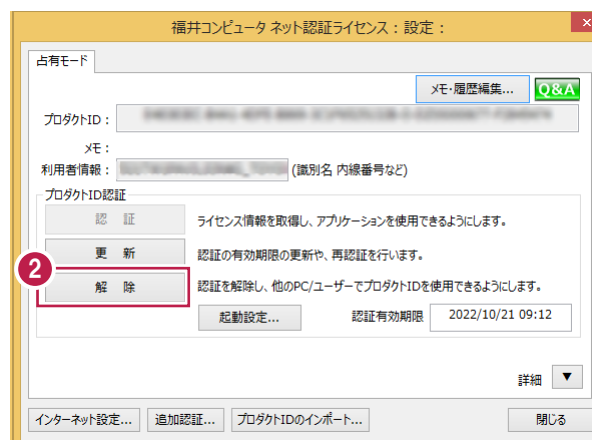 福井コンピュータ ネット認証ライセンス：設定：
×
占有モード
メモ・履歴編集... Q&A
プロダクトID：
メモ：
利用者情報： (識別名 内線番号など)
プロダクトID認証
認 証 ライセンス情報を取得し、アプリケーションを使用できるようにします。
更 新 認証の有効期限の更新や、再認証を行います。
2
解 除 認証を解除し、他のPC/ユーザーでプロダクトIDを使用できるようにします。
起動設定... 認証有効期限 2022/10/21 09:12
詳細 ▼
インターネット設定... 追加認証... プロダクトIDのインポート... 閉じる